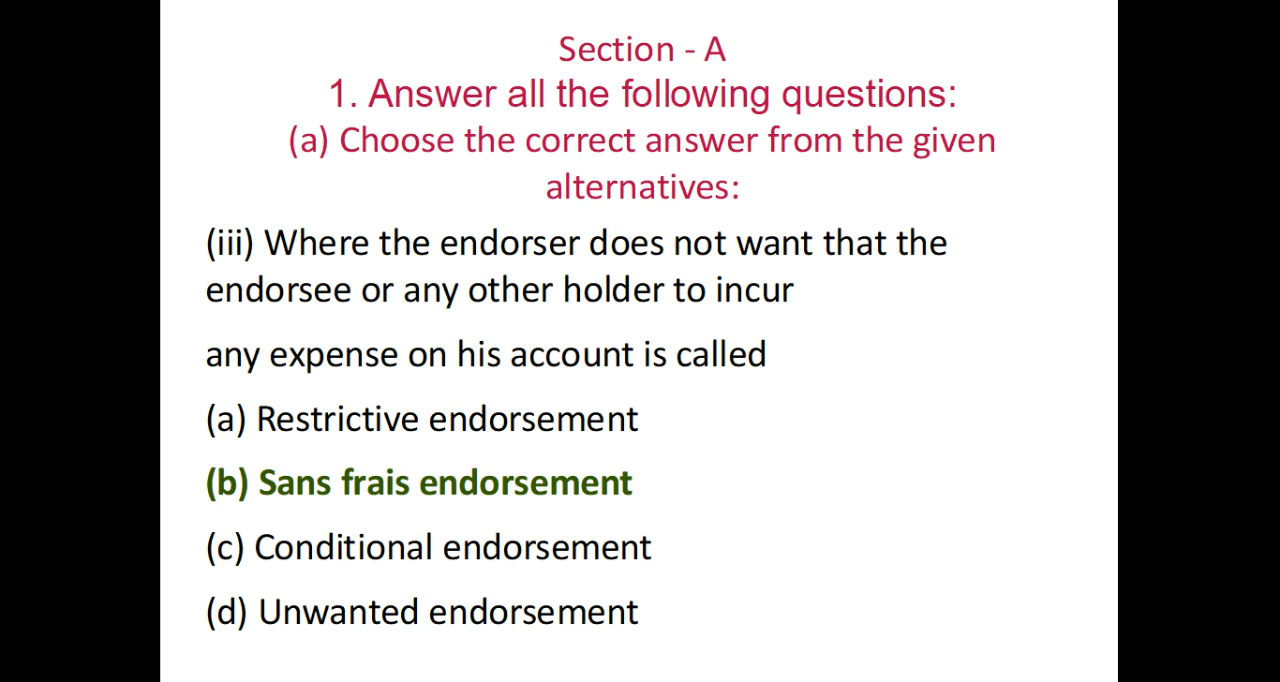 Section - A
1. Answer all the following questions:
(a) Choose the correct answer from the given
alternatives:
(iii) Where the endorser does not want that the
endorsee or any other holder to incur
any expense on his account is called
(a) Restrictive endorsement
(b) Sans frais endorsement
(c) Conditional endorsement
(d) Unwanted endorsement